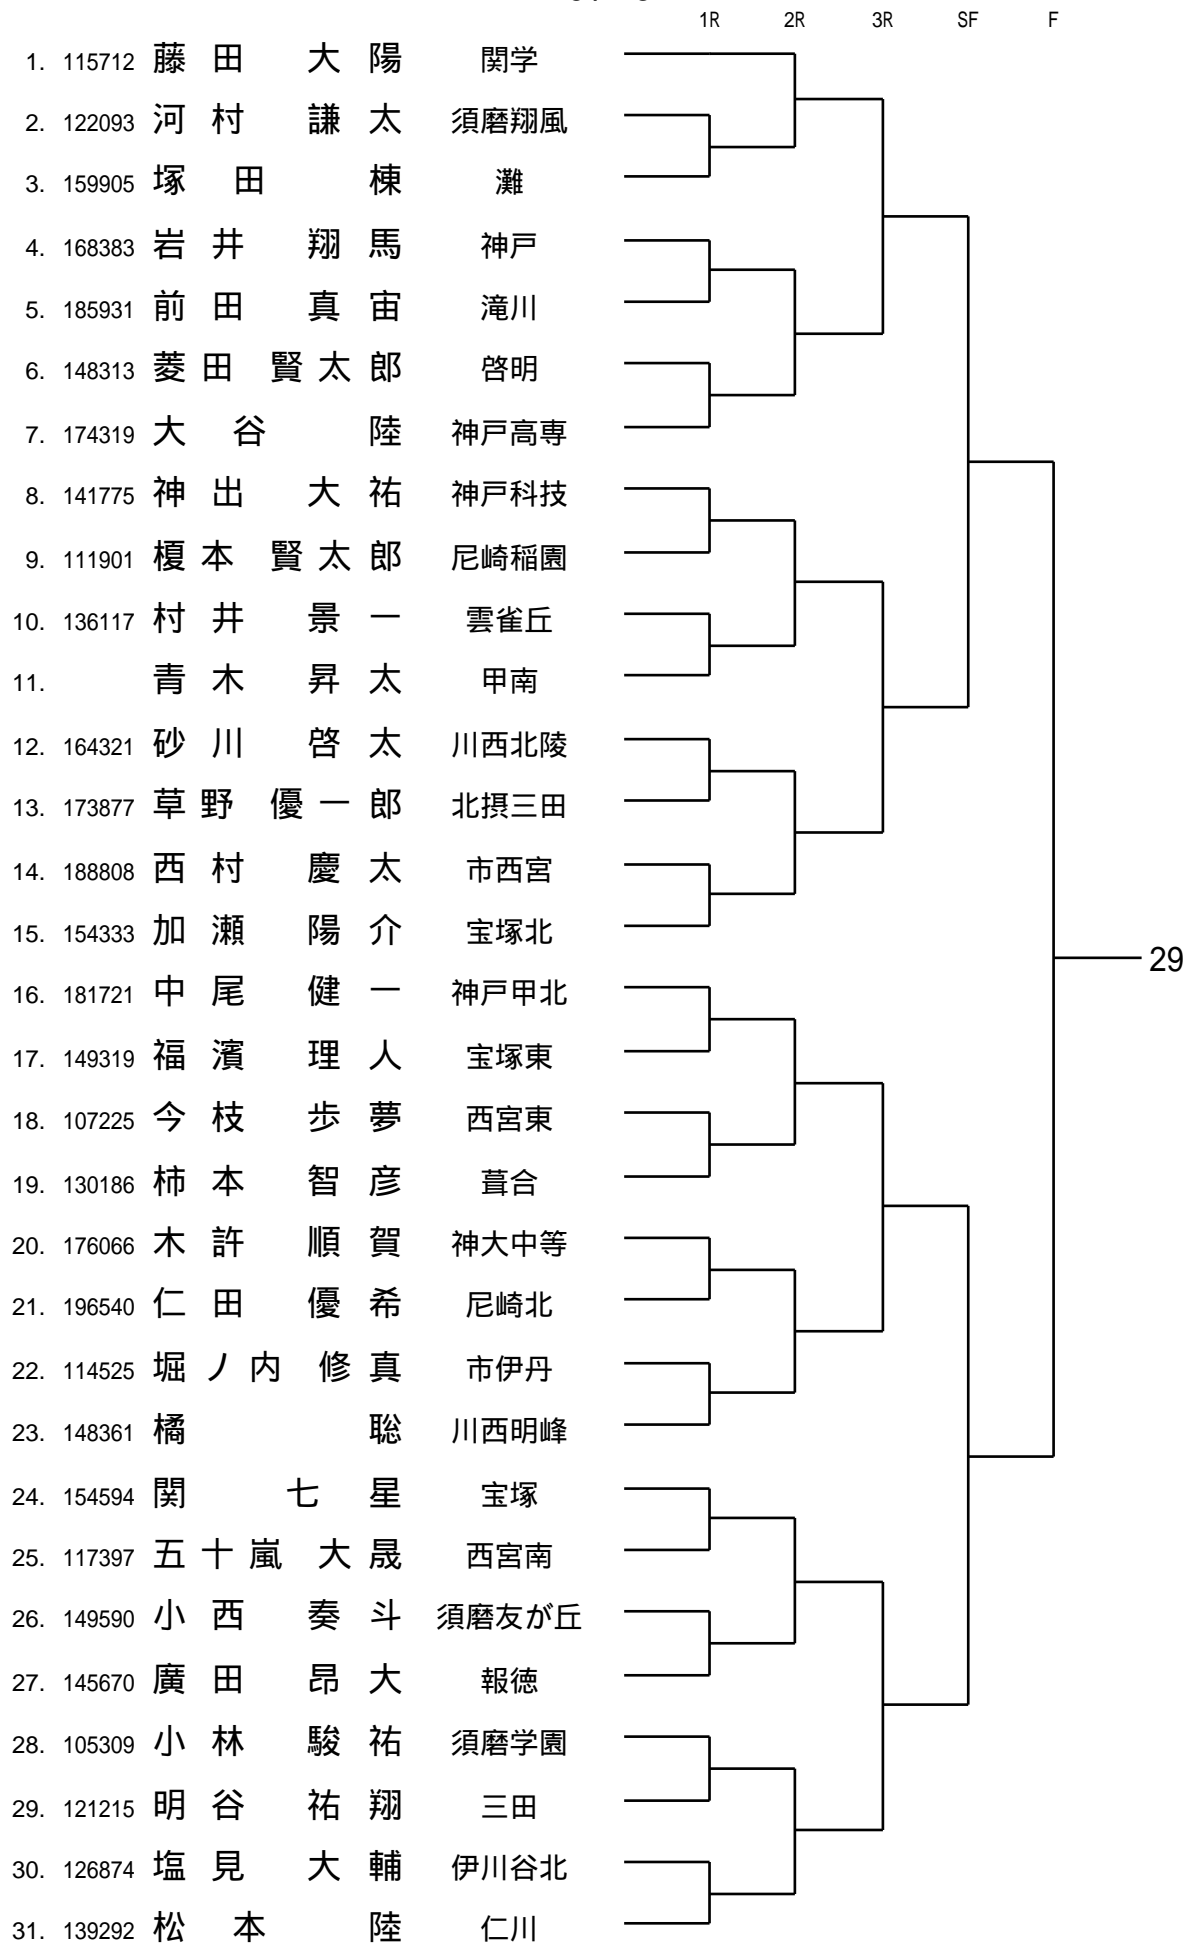 1R 2R 3R SF F
1. 115712 藤田 大陽 関学
2. 122093 河村 謙太 須磨翔風
3. 159905 塚田 棟 灘
4. 168383 岩井 翔馬 神戸
5. 185931 前田 真宙 滝川
6. 148313 菱田 賢太郎 啓明
7. 174319 大谷 陸 神戸高専
8. 141775 神出 大祐 神戸科技
9. 111901 榎本 賢太郎 尼崎稲園
10. 136117 村井 景一 雲雀丘
11. 青木 昇太 甲南
12. 164321 砂川 啓太 川西北陵
13. 173877 草野 優一郎 北摂三田
14. 188808 西村 慶太 市西宮
15. 154333 加瀬 陽介 宝塚北
29
16. 181721 中尾 健一 神戸甲北
17. 149319 福濱 理人 宝塚東
18. 107225 今枝 歩夢 西宮東
19. 130186 柿本 智彦 葺合
20. 176066 木許 順賀 神大中等
21. 196540 仁田 優希 尼崎北
22. 114525 堀ノ内 修真 市伊丹
23. 148361 橘 聡 川西明峰
24. 154594 関 七星 宝塚
25. 117397 五十嵐 大晟 西宮南
26. 149590 小西 奏斗 須磨友が丘
27. 145670 廣田 昂大 報徳
28. 105309 小林 駿祐 須磨学園
29. 121215 明谷 祐翔 三田
30. 126874 塩見 大輔 伊川谷北
31. 139292 松本 陸 仁川